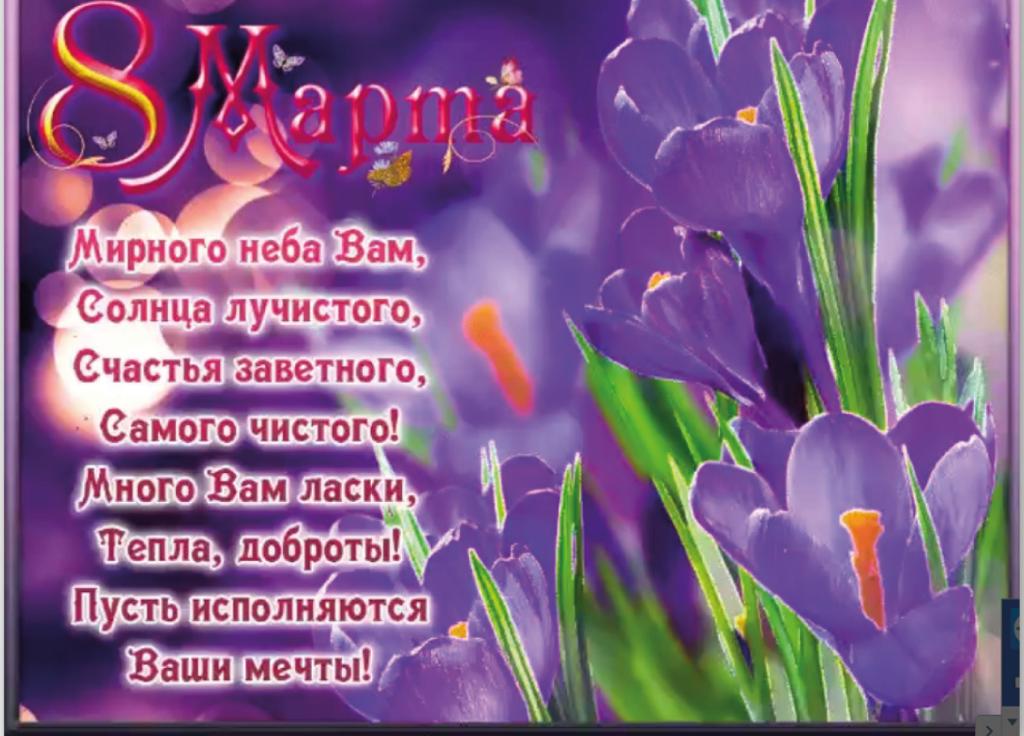 8 Марта
Мирного неба Вам,
Солнца лучистого,
Счастья заветного,
Самого чистого!
Много Вам ласки,
Тепла, доброты!
Пусть исполняются
Ваши мечты!